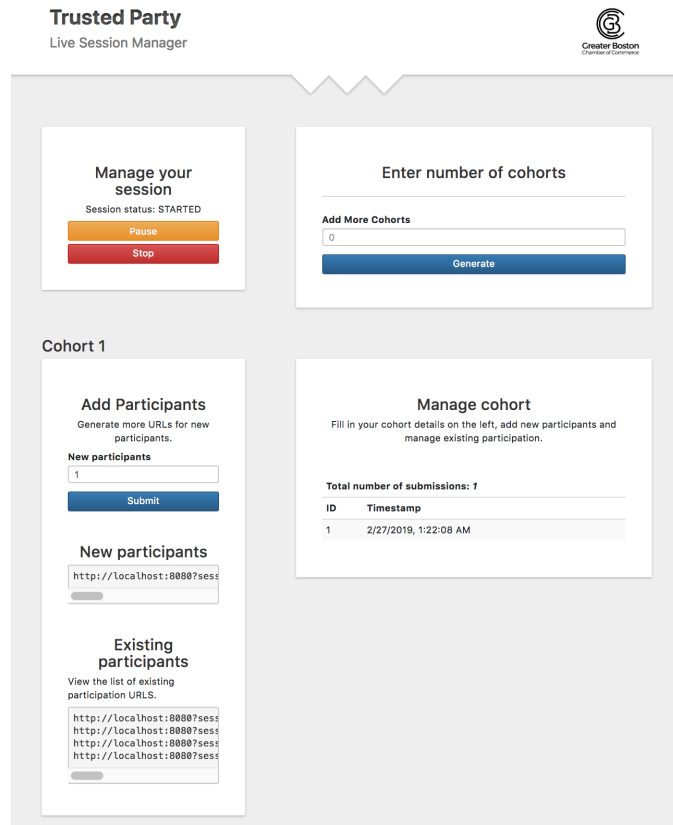 Trusted Party
Live Session Manager
GB
Greater Boston
Chamber of Commerce
Manage your
session
Session status: STARTED
Pause
Stop
Enter number of cohorts
Add More Cohorts
0
Generate
Cohort 1
Add Participants
Generate more URLs for new
participants.
New participants
1
Submit
New participants
http://localhost:8080?sess
Existing
participants
View the list of existing
participation URLS.
http://localhost:8080?sess
http://localhost:8080?sess
http://localhost:8080?sess
http://localhost:8080?sess
Manage cohort
Fill in your cohort details on the left, add new participants and
manage existing participation.
Total number of submissions: 1
ID Timestamp
1 2/27/2019, 1:22:08 AM